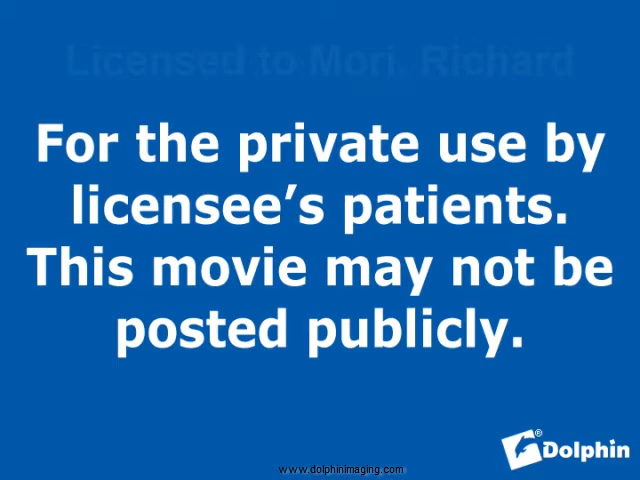 Licensed to Mori, Richard
For the private use by
licensee’s patients.
This movie may not be
posted publicly.
Dolphin®
www.dolphinimaging.com